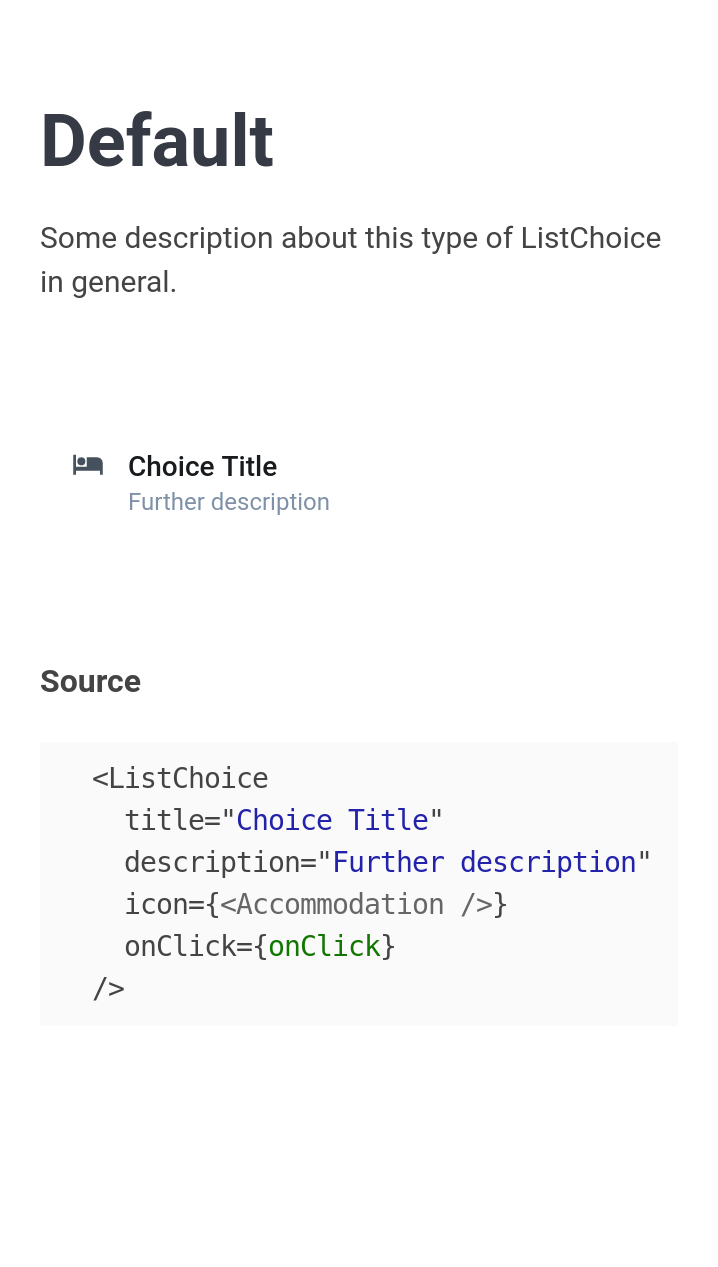 Default
Some description about this type of ListChoice
in general.
Choice Title
Further description
Source
<ListChoice
  title="Choice Title"
  description="Further description"
  icon={<Accommodation />}
  onClick={onClick}
/>